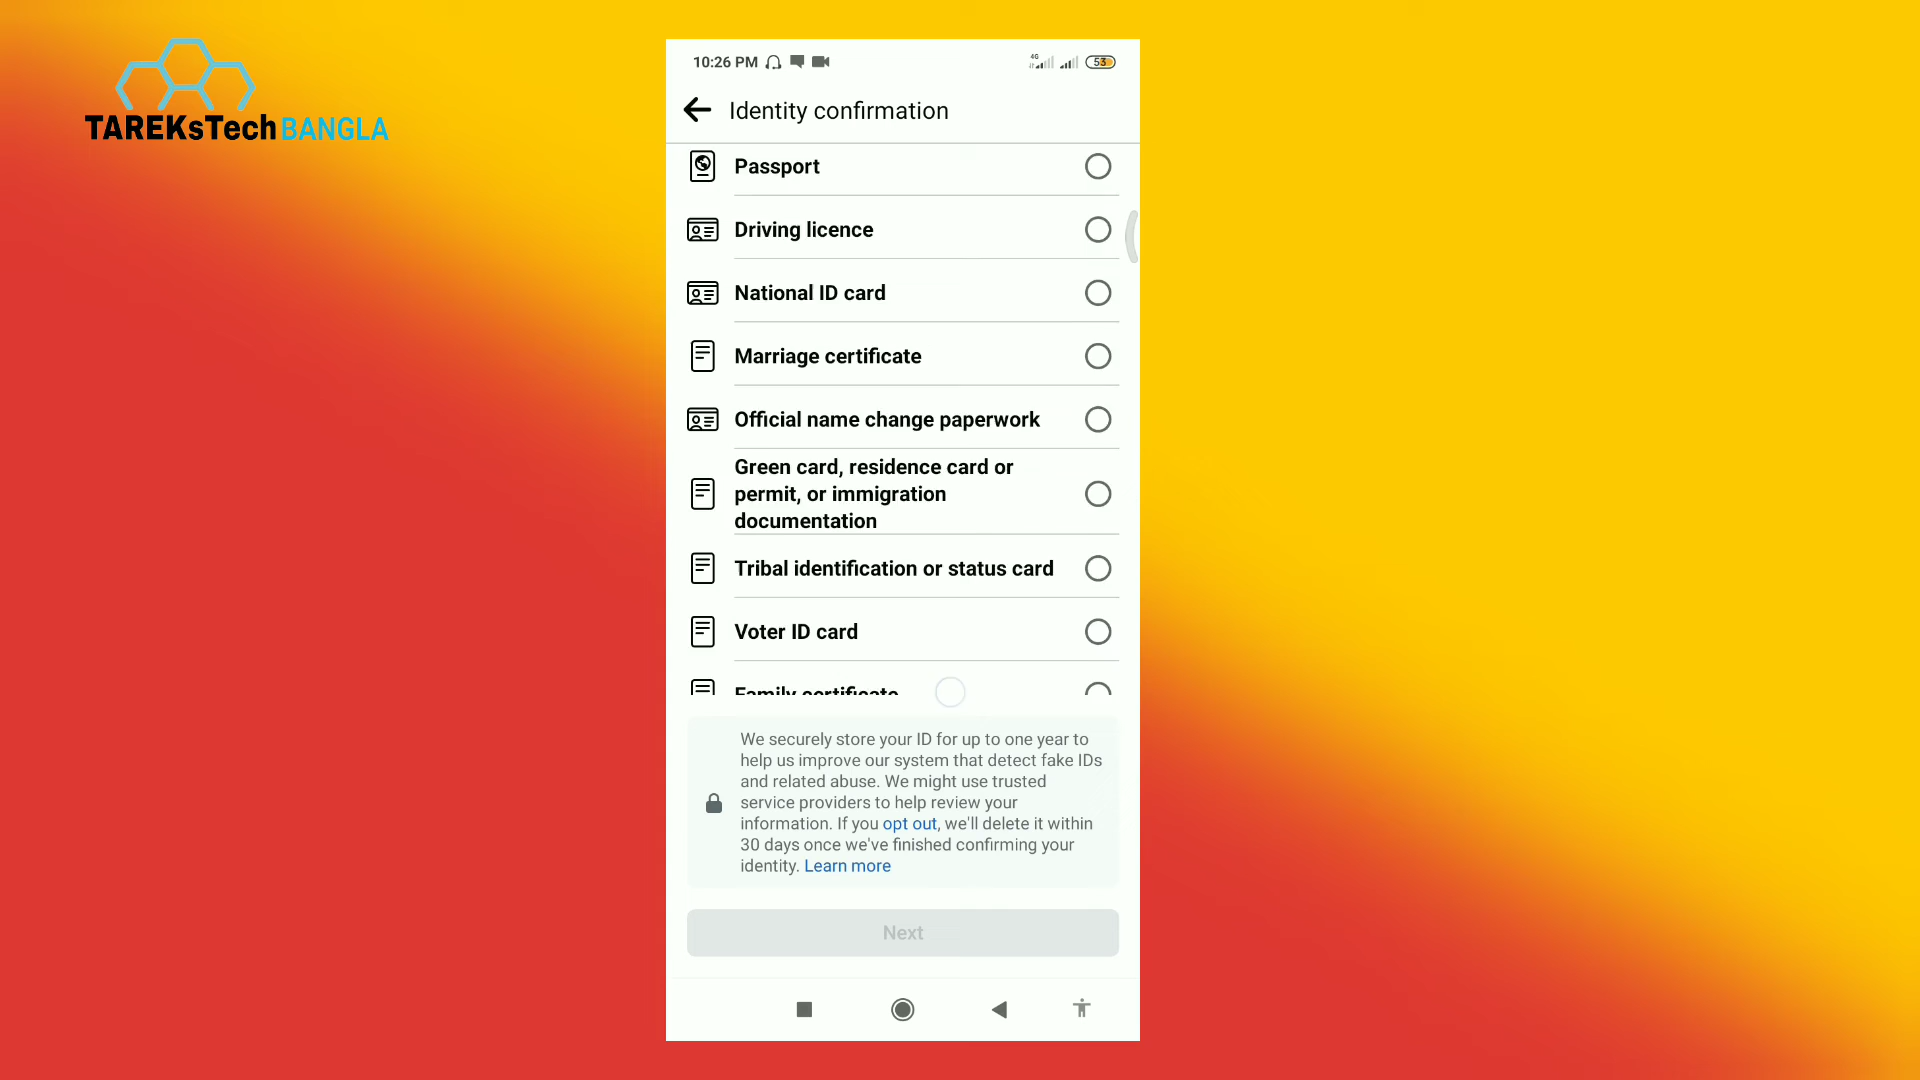 TAREKsTech BANGLA
10:26 PM
4G
53
Identity confirmation
Passport
Driving licence
National ID card
Marriage certificate
Official name change paperwork
Green card, residence card or
permit, or immigration
documentation
Tribal identification or status card
Voter ID card
Family certificate
We securely store your ID for up to one year to
help us improve our system that detect fake IDs
and related abuse. We might use trusted
service providers to help review your
information. If you opt out, we'll delete it within
30 days once we've finished confirming your
identity. Learn more
Next